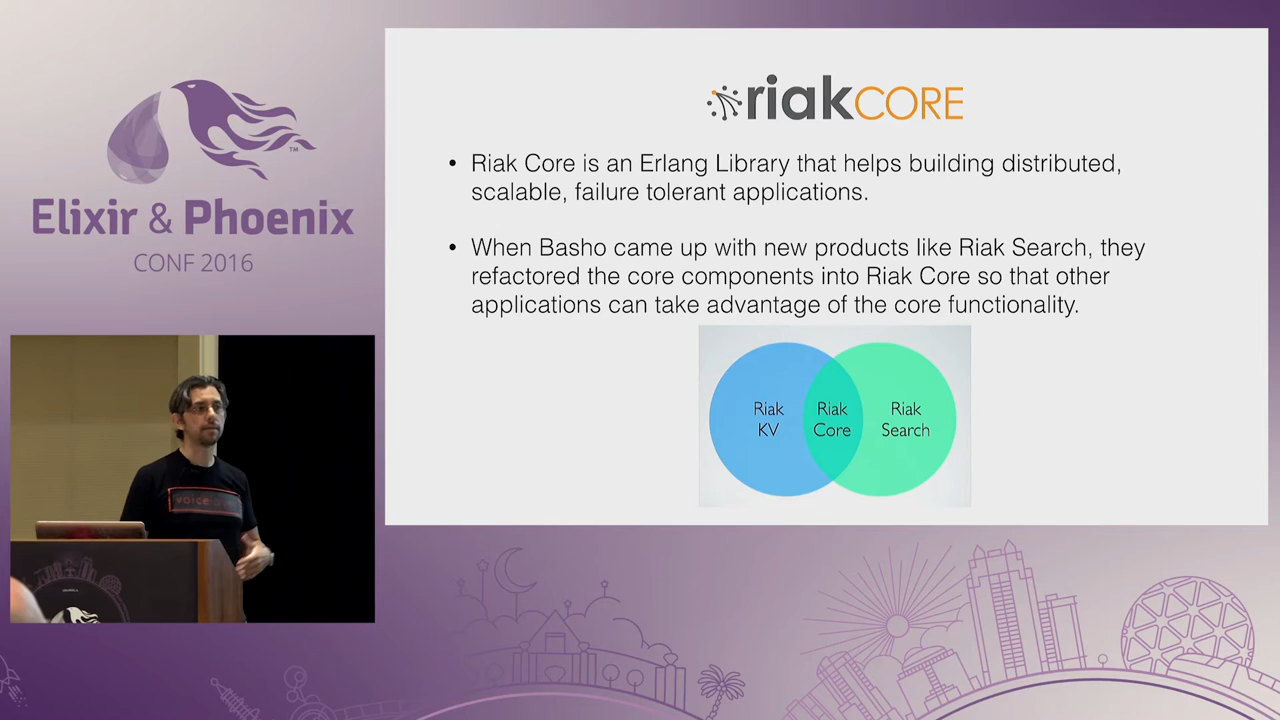 Elixir & Phoenix
CONF 2016
TM
riakCORE
• Riak Core is an Erlang Library that helps building distributed,
scalable, failure tolerant applications.
• When Basho came up with new products like Riak Search, they
refactored the core components into Riak Core so that other
applications can take advantage of the core functionality.
Riak
KV
Riak
Core
Riak
Search